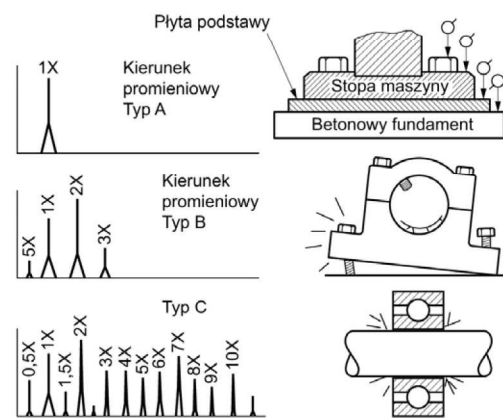 Płyta podstawy
1X
Kierunek
promieniowy
Typ A
Stopa maszyny
Betonowy fundament
5X
1X
2X
3X
Kierunek
promieniowy
Typ B
Typ C
0,5X
1X
1,5X
2X
3X
4X
5X
6X
7X
8X
9X
10X